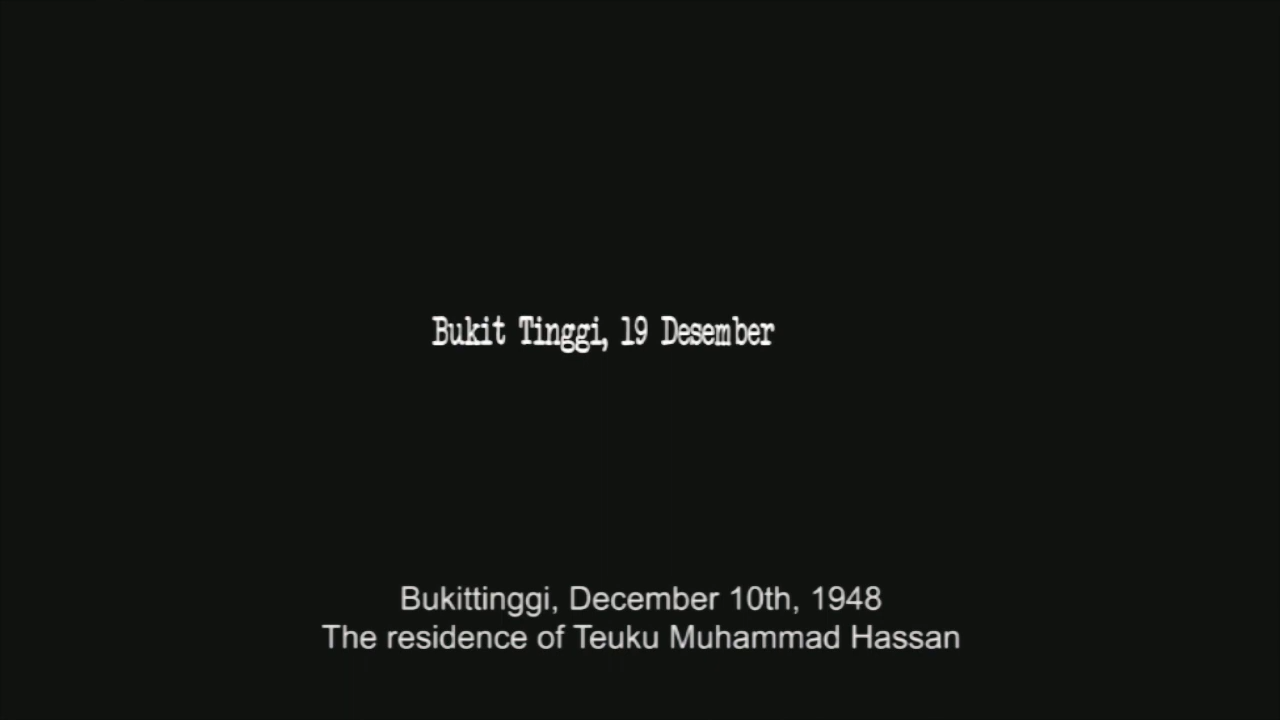 Bukit Tinggi, 19 Desember
Bukittinggi, December 10th, 1948
The residence of Teuku Muhammad Hassan